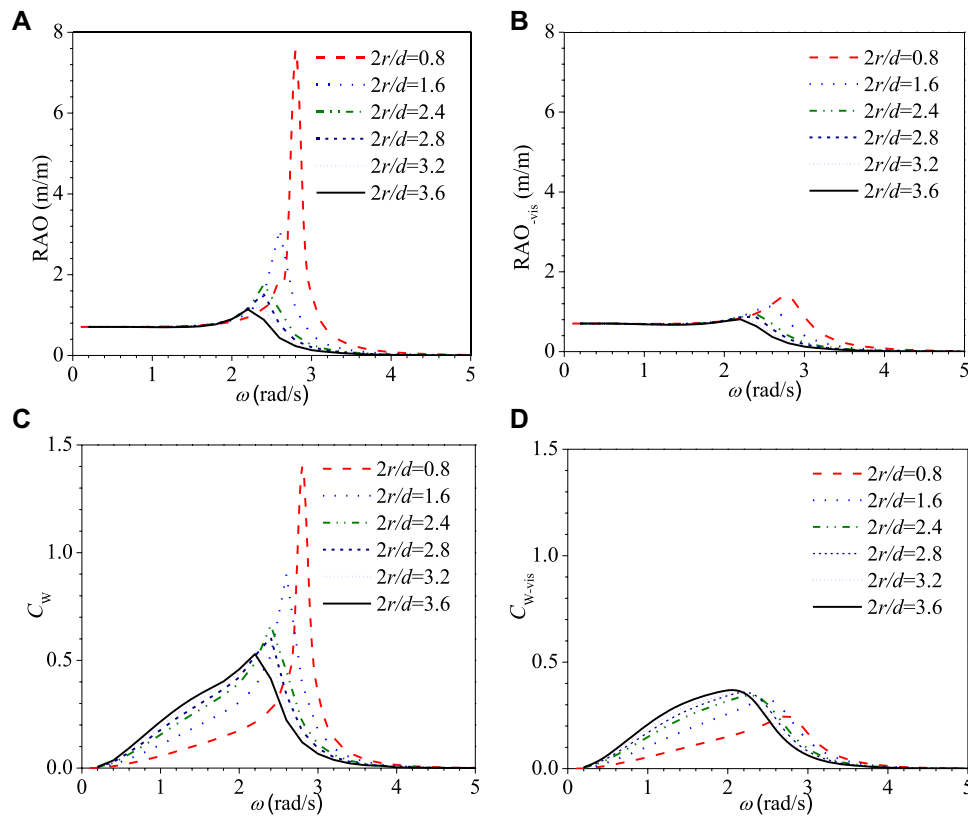 A
8
6
4
2
0
RAO (m/m)
0 1 2 3 4 5
ω (rad/s)
2r/d=0.8
2r/d=1.6
2r/d=2.4
2r/d=2.8
2r/d=3.2
2r/d=3.6
B
8
6
4
2
0
RAO-vis (m/m)
0 1 2 3 4 5
ω (rad/s)
2r/d=0.8
2r/d=1.6
2r/d=2.4
2r/d=2.8
2r/d=3.2
2r/d=3.6
C
1.5
1.0
0.5
0.0
CW
0 1 2 3 4 5
ω (rad/s)
2r/d=0.8
2r/d=1.6
2r/d=2.4
2r/d=2.8
2r/d=3.2
2r/d=3.6
D
1.5
1.0
0.5
0.0
CW-vis
0 1 2 3 4 5
ω (rad/s)
2r/d=0.8
2r/d=1.6
2r/d=2.4
2r/d=2.8
2r/d=3.2
2r/d=3.6